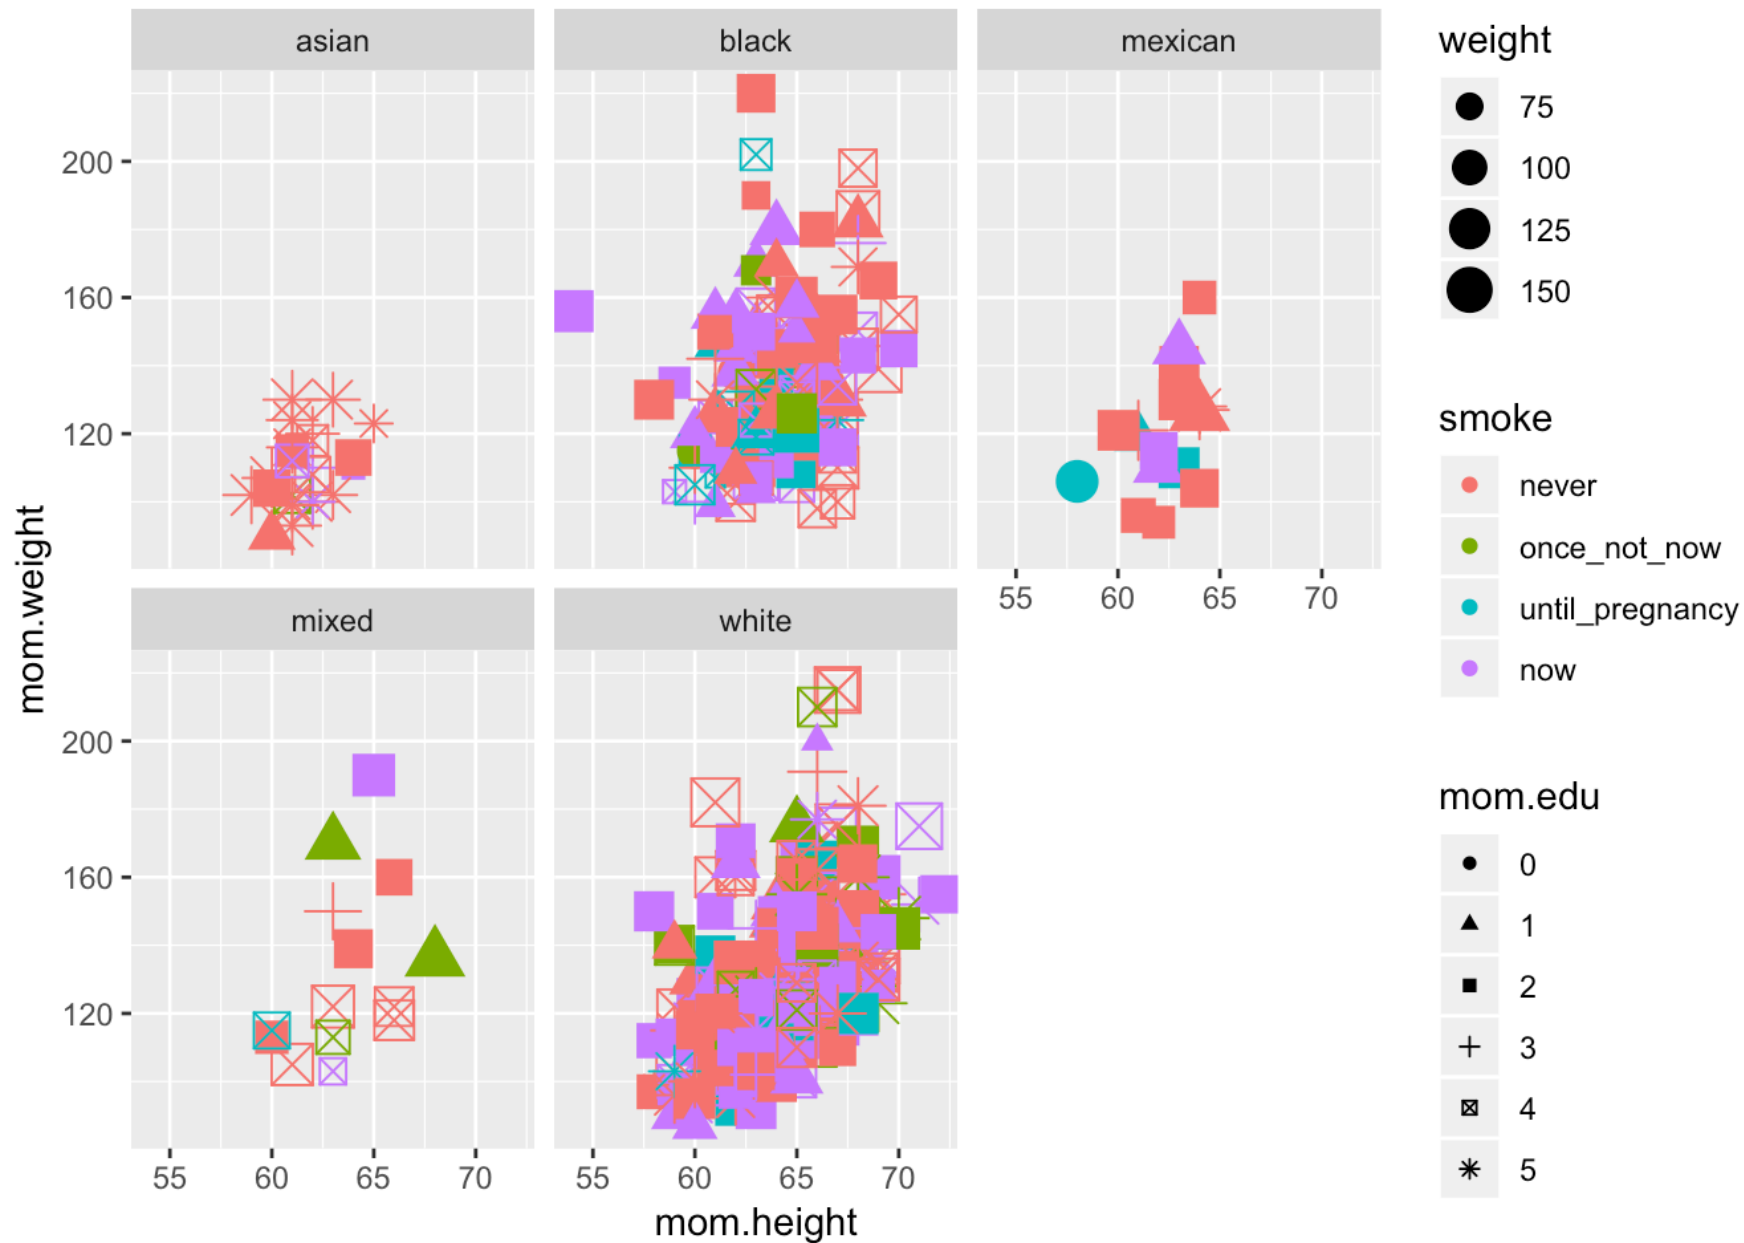 asian
black
mexican
200
160
120
55 60 65 70
mixed
white
200
160
120
55 60 65 70
55 60 65 70
mom.height
mom.weight
weight
75
100
125
150
smoke
never
once_not_now
until_pregnancy
now
mom.edu
0
1
2
3
4
5